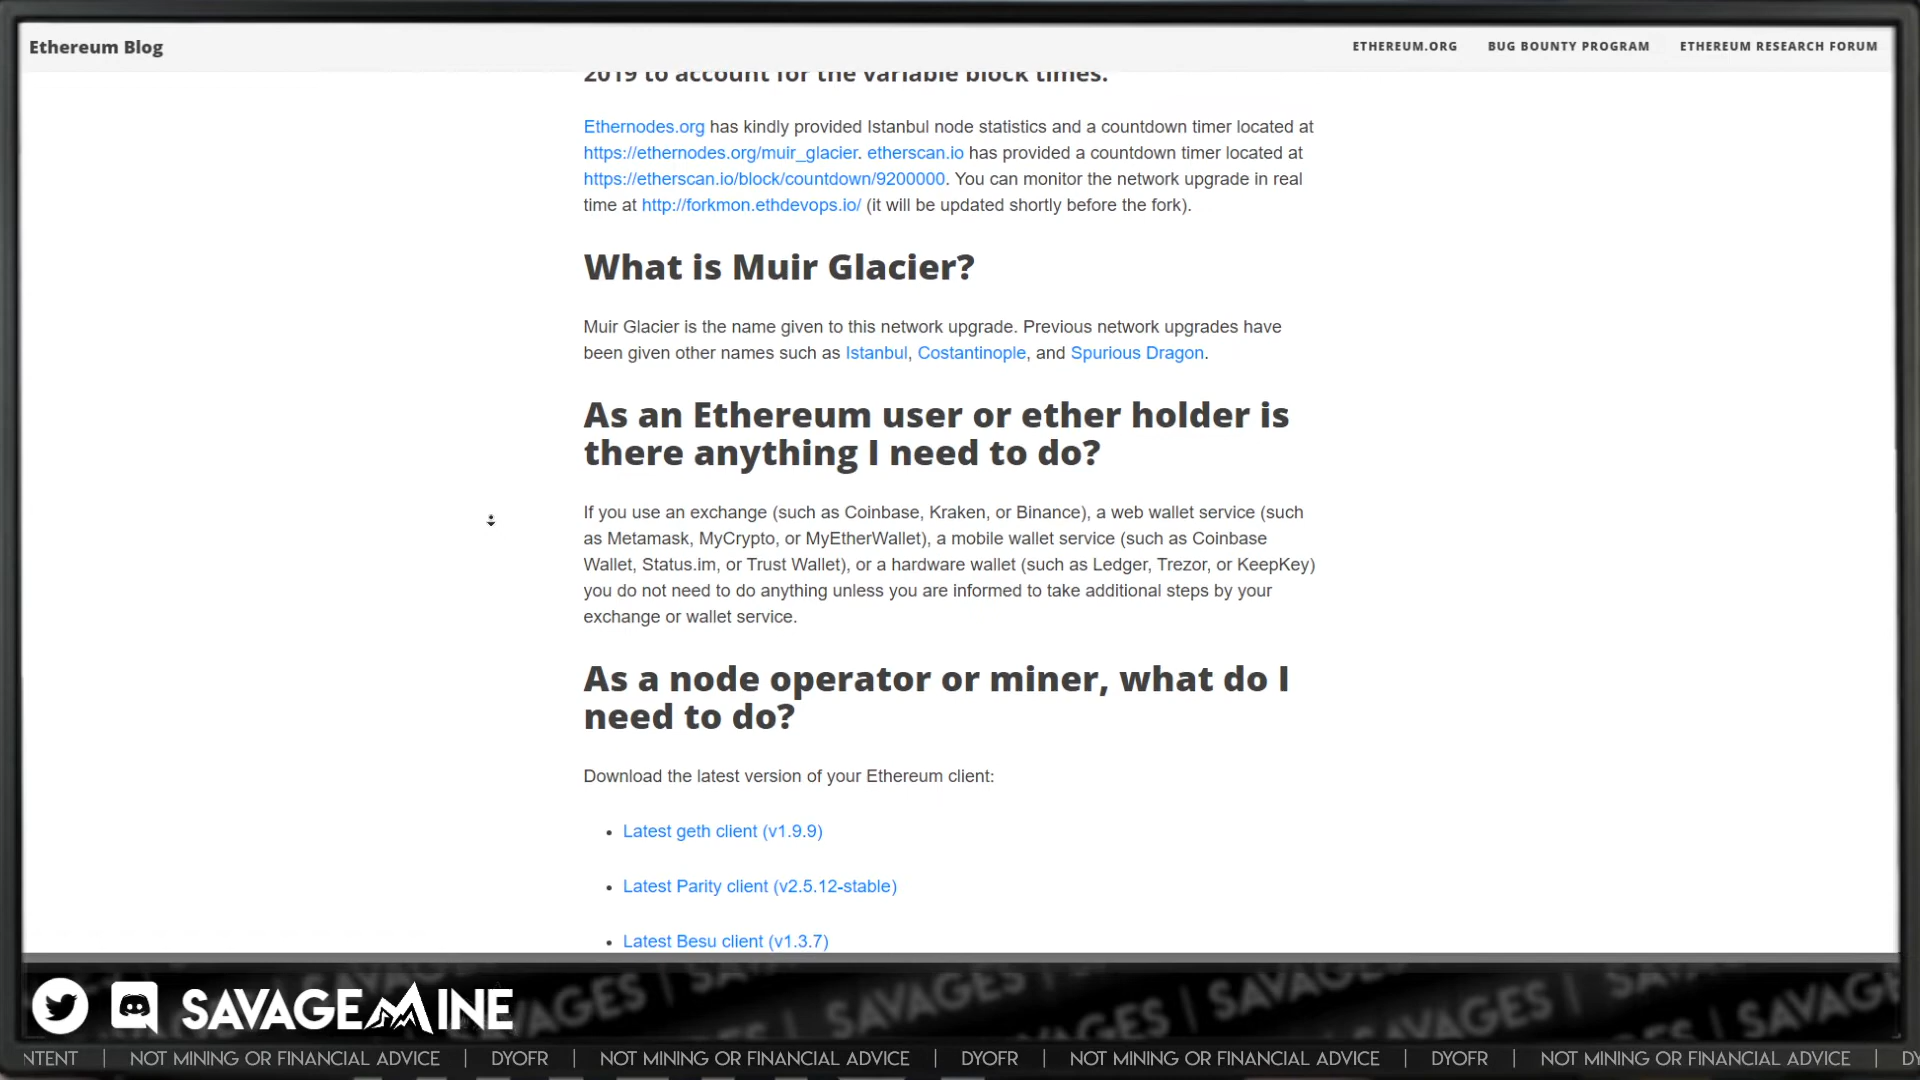 Ethereum Blog
ETHEREUM.ORG BUG BOUNTY PROGRAM ETHEREUM RESEARCH FORUM
2019 to account for the variable block times.
Ethernodes.org has kindly provided Istanbul node statistics and a countdown timer located at
https://ethernodes.org/muir_glacier. etherscan.io has provided a countdown timer located at
https://etherscan.io/block/countdown/9200000. You can monitor the network upgrade in real
time at http://forkmon.ethdevops.io/ (it will be updated shortly before the fork).
What is Muir Glacier?
Muir Glacier is the name given to this network upgrade. Previous network upgrades have
been given other names such as Istanbul, Costantinople, and Spurious Dragon.
As an Ethereum user or ether holder is
there anything I need to do?
If you use an exchange (such as Coinbase, Kraken, or Binance), a web wallet service (such
as Metamask, MyCrypto, or MyEtherWallet), a mobile wallet service (such as Coinbase
Wallet, Status.im, or Trust Wallet), or a hardware wallet (such as Ledger, Trezor, or KeepKey)
you do not need to do anything unless you are informed to take additional steps by your
exchange or wallet service.
As a node operator or miner, what do I
need to do?
Download the latest version of your Ethereum client:
• Latest geth client (v1.9.9)
• Latest Parity client (v2.5.12-stable)
• Latest Besu client (v1.3.7)
SAVAGEMINE
SAVAGES | SAVAGES | SAVAGES | SAVAGES | SAVAGES
NTENT | NOT MINING OR FINANCIAL ADVICE | DYOFR | NOT MINING OR FINANCIAL ADVICE | DYOFR | NOT MINING OR FINANCIAL ADVICE | DYOFR | NOT MINING OR FINANCIAL ADVICE | DY